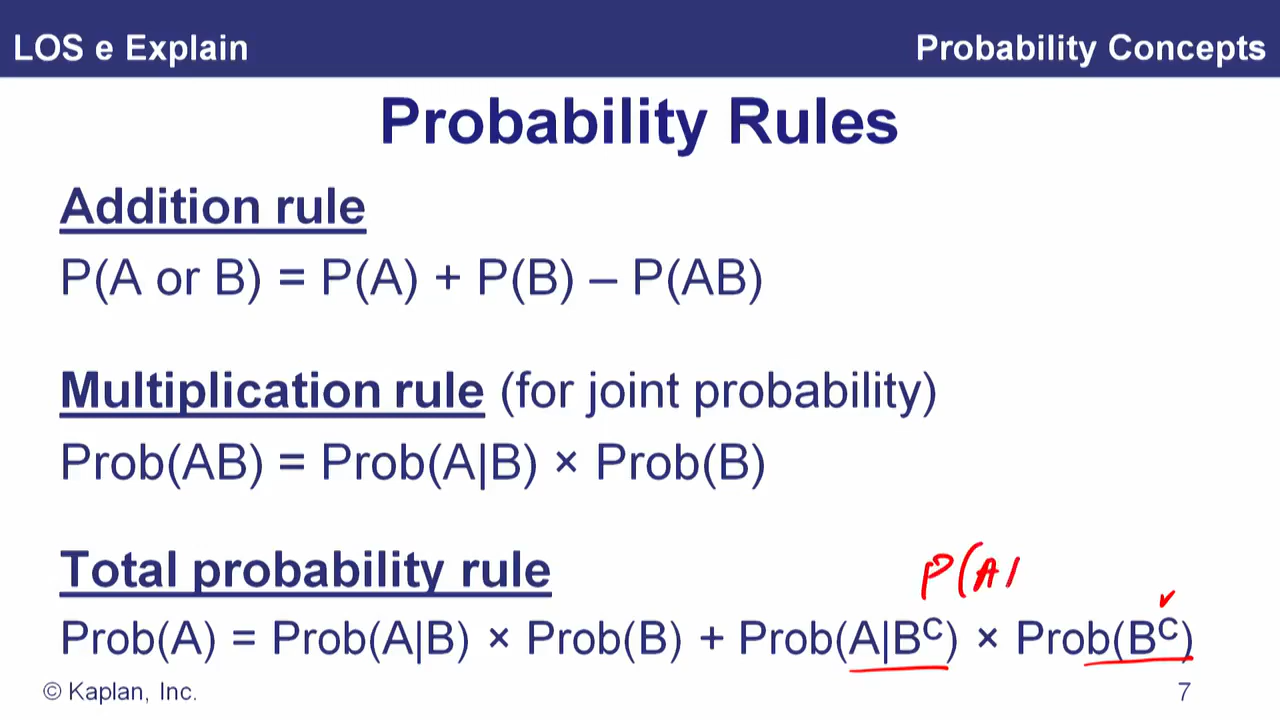 LOS e Explain
Probability Concepts
Probability Rules
Addition rule
P(A or B) = P(A) + P(B) – P(AB)
Multiplication rule (for joint probability)
Prob(AB) = Prob(A|B) × Prob(B)
Total probability rule
P(A|
Prob(A) = Prob(A|B) × Prob(B) + Prob(A|Bᶜ) × Prob(Bᶜ)
© Kaplan, Inc.
7